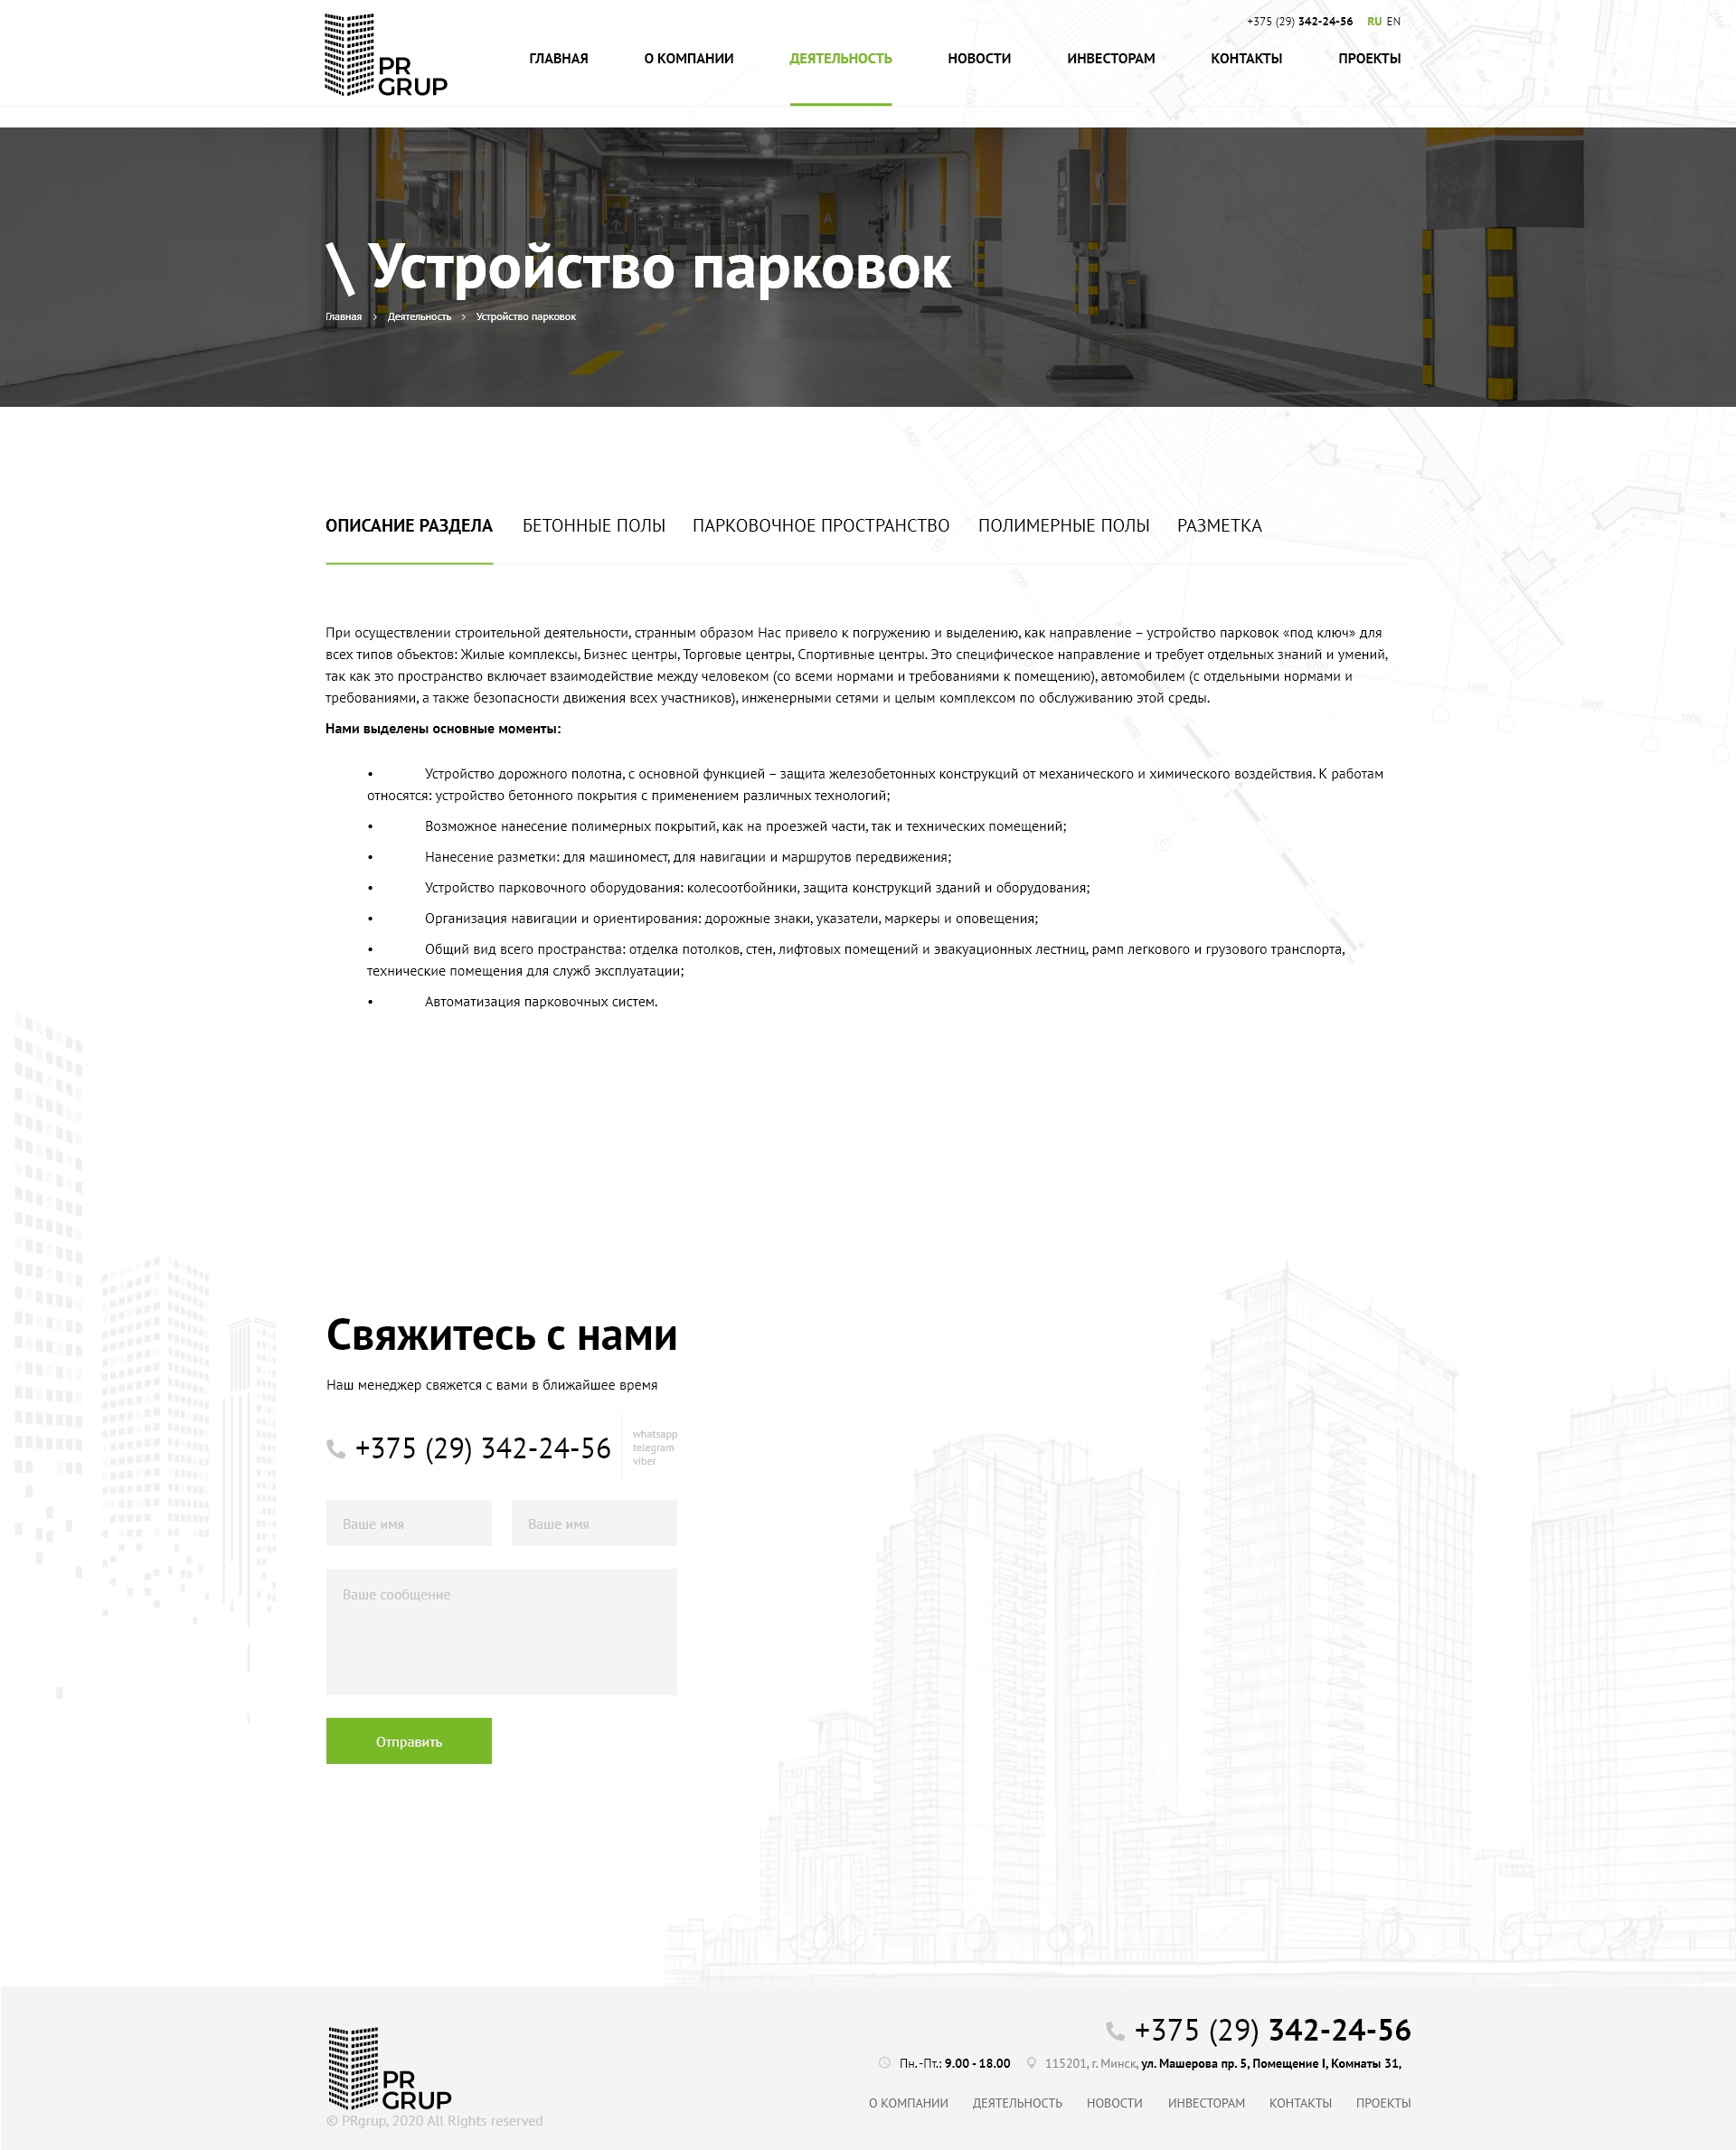 +375 (29) 342-24-56 RU EN
PR
GRUP
ГЛАВНАЯ О КОМПАНИИ ДЕЯТЕЛЬНОСТЬ НОВОСТИ ИНВЕСТОРАМ КОНТАКТЫ ПРОЕКТЫ
\ Устройство парковок
Главная > Деятельность > Устройство парковок
ОПИСАНИЕ РАЗДЕЛА БЕТОННЫЕ ПОЛЫ ПАРКОВОЧНОЕ ПРОСТРАНСТВО ПОЛИМЕРНЫЕ ПОЛЫ РАЗМЕТКА
При осуществлении строительной деятельности, странным образом Нас привело к погружению и выделению, как направление – устройство парковок «под ключ» для
всех типов объектов: Жилые комплексы, Бизнес центры, Торговые центры, Спортивные центры. Это специфическое направление и требует отдельных знаний и умений,
так как это пространство включает взаимодействие между человеком (со всеми нормами и требованиями к помещению), автомобилем (с отдельными нормами и
требованиями, а также безопасности движения всех участников), инженерными сетями и целым комплексом по обслуживанию этой среды.
Нами выделены основные моменты:
• Устройство дорожного полотна, с основной функцией – защита железобетонных конструкций от механического и химического воздействия. К работам
относятся: устройство бетонного покрытия с применением различных технологий;
• Возможное нанесение полимерных покрытий, как на проезжей части, так и технических помещений;
• Нанесение разметки: для машиномест, для навигации и маршрутов передвижения;
• Устройство парковочного оборудования: колесоотбойники, защита конструкций зданий и оборудования;
• Организация навигации и ориентирования: дорожные знаки, указатели, маркеры и оповещения;
• Общий вид всего пространства: отделка потолков, стен, лифтовых помещений и эвакуационных лестниц, рамп легкового и грузового транспорта,
технические помещения для служб эксплуатации;
• Автоматизация парковочных систем.
Свяжитесь с нами
Наш менеджер свяжется с вами в ближайшее время
+375 (29) 342-24-56
whatsapp
telegram
viber
Ваше имя Ваше имя
Ваше сообщение
Отправить
+375 (29) 342-24-56
Пн.-Пт.: 9.00 - 18.00 115201, г. Минск, ул. Машерова пр. 5, Помещение I, Комнаты 31,
PR
GRUP
О КОМПАНИИ ДЕЯТЕЛЬНОСТЬ НОВОСТИ ИНВЕСТОРАМ КОНТАКТЫ ПРОЕКТЫ
© PRgrup, 2020 All Rights reserved